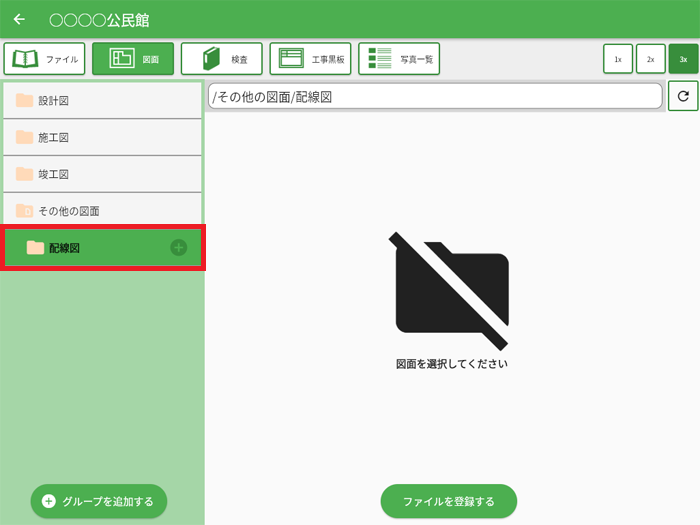 〇〇〇〇公民館
ファイル
図面
検査
工事黒板
写真一覧
1x
2x
3x
設計図
施工図
竣工図
その他の図面
配線図
/その他の図面/配線図
図面を選択してください
グループを追加する
ファイルを登録する